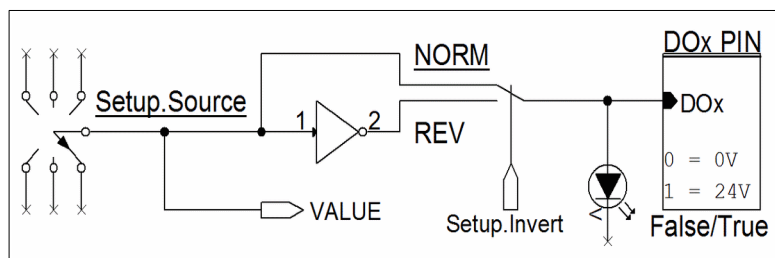 NORM
DOx PIN
Setup.Source
1
2
DOx
REV
0 = 0V
1 = 24V
VALUE
Setup.Invert
False/True